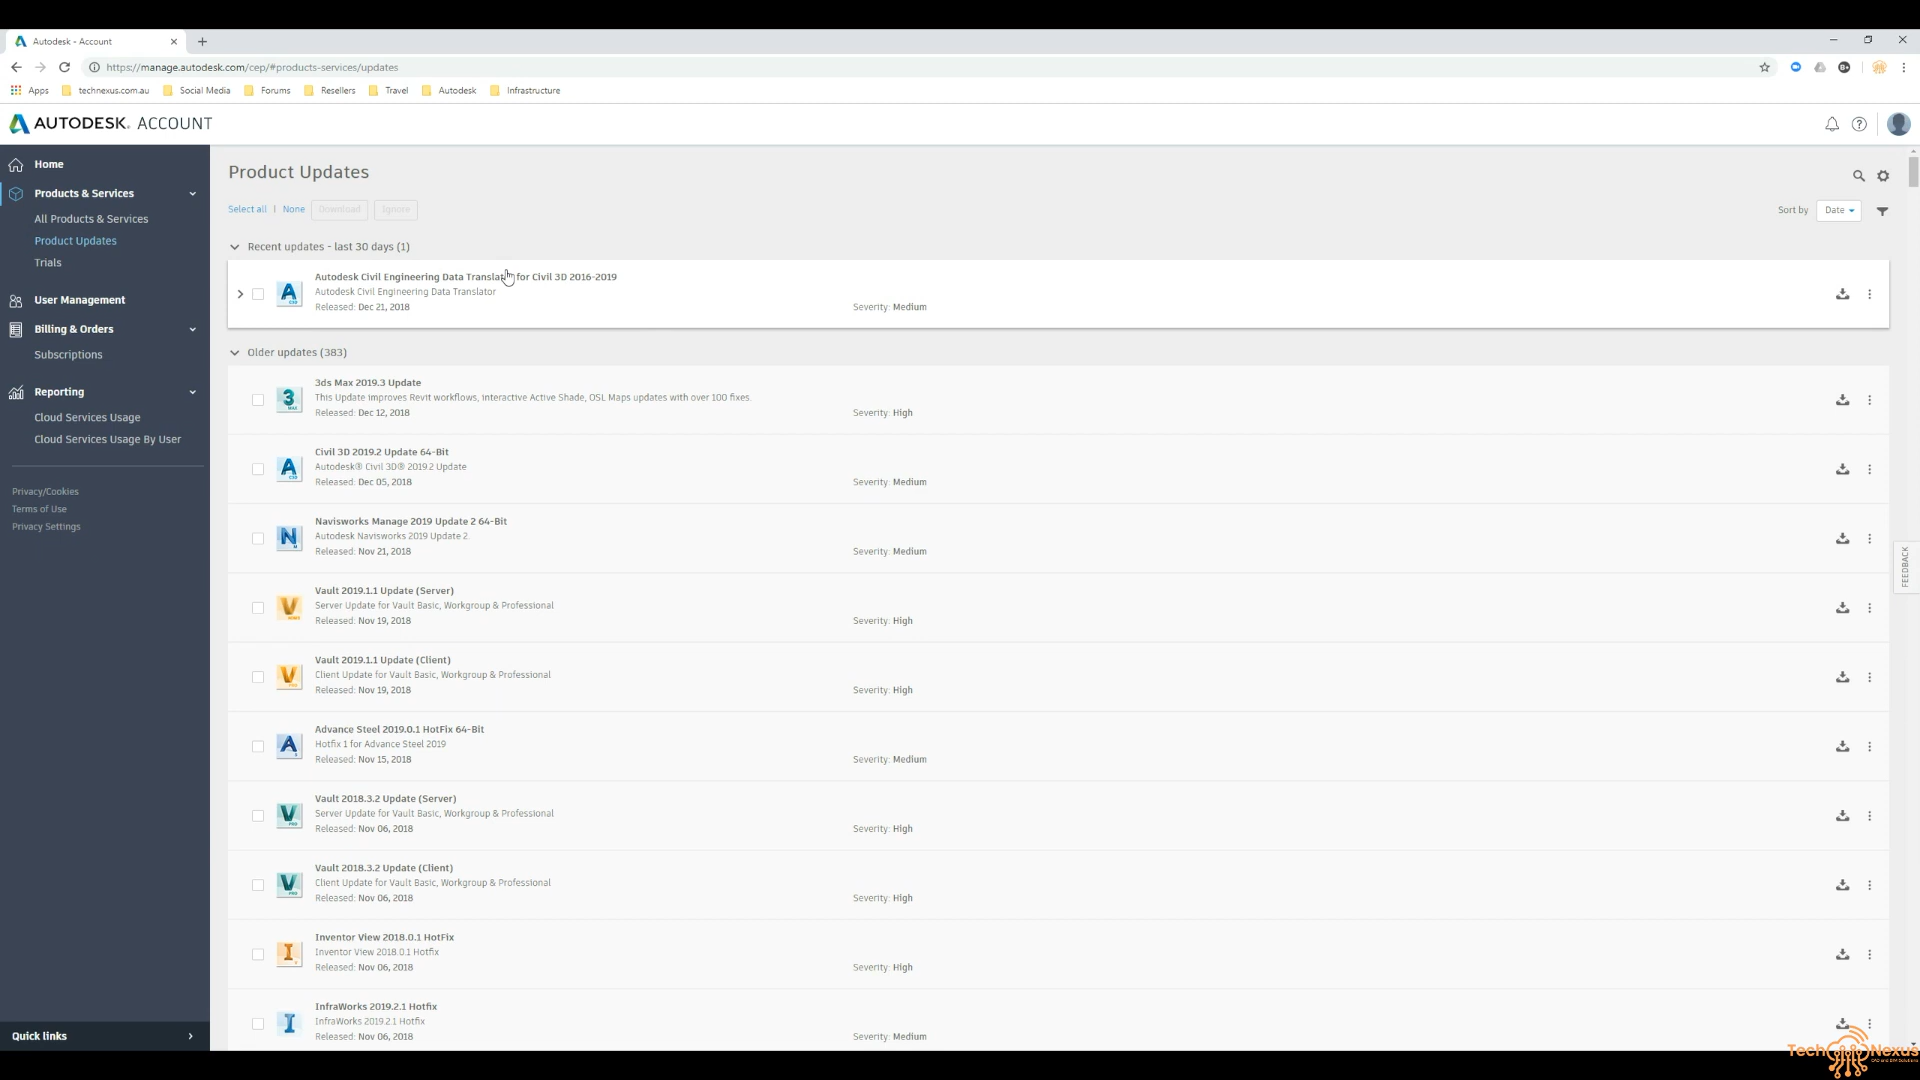 Autodesk - Account
https://manage.autodesk.com/cep/#products-services/updates
Apps technexus.com.au Social Media Forums Resellers Travel Autodesk Infrastructure
AUTODESK. ACCOUNT
Home
Products & Services
All Products & Services
Product Updates
Trials
User Management
Billing & Orders
Subscriptions
Reporting
Cloud Services Usage
Cloud Services Usage By User
Privacy/Cookies
Terms of Use
Privacy Settings
Quick links
Product Updates
Select all | None Download Ignore
Sort by Date
Recent updates - last 30 days (1)
Autodesk Civil Engineering Data Translator for Civil 3D 2016-2019
Autodesk Civil Engineering Data Translator
Released: Dec 21, 2018 Severity: Medium
Older updates (383)
3ds Max 2019.3 Update
This Update improves Revit workflows, interactive Active Shade, OSL Maps updates with over 100 fixes.
Released: Dec 12, 2018 Severity: High
Civil 3D 2019.2 Update 64-Bit
Autodesk® Civil 3D® 2019.2 Update
Released: Dec 05, 2018 Severity: Medium
Navisworks Manage 2019 Update 2 64-Bit
Autodesk Navisworks 2019 Update 2
Released: Nov 21, 2018 Severity: Medium
Vault 2019.1.1 Update (Server)
Server Update for Vault Basic, Workgroup & Professional
Released: Nov 19, 2018 Severity: High
Vault 2019.1.1 Update (Client)
Client Update for Vault Basic, Workgroup & Professional
Released: Nov 19, 2018 Severity: High
Advance Steel 2019.0.1 HotFix 64-Bit
Hotfix 1 for Advance Steel 2019
Released: Nov 15, 2018 Severity: Medium
Vault 2018.3.2 Update (Server)
Server Update for Vault Basic, Workgroup & Professional
Released: Nov 06, 2018 Severity: High
Vault 2018.3.2 Update (Client)
Client Update for Vault Basic, Workgroup & Professional
Released: Nov 06, 2018 Severity: High
Inventor View 2018.0.1 HotFix
Inventor View 2018.0.1 Hotfix
Released: Nov 06, 2018 Severity: High
InfraWorks 2019.2.1 Hotfix
InfraWorks 2019.2.1 Hotfix
Released: Nov 06, 2018 Severity: Medium
FEEDBACK
Tech Nexus